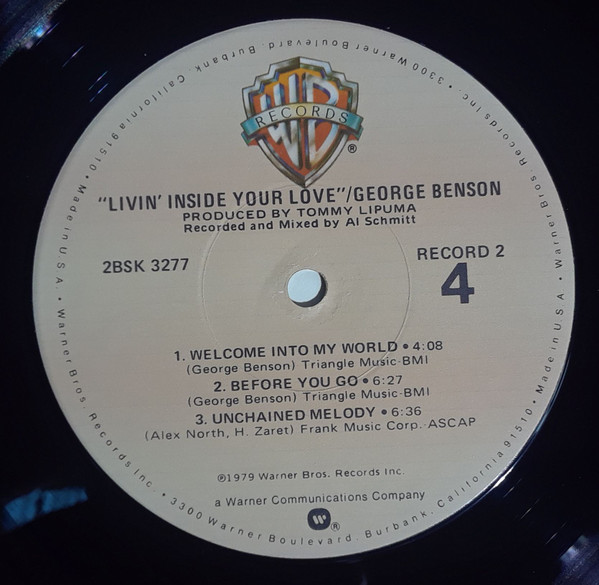 WB
RECORDS
®
"LIVIN' INSIDE YOUR LOVE"/GEORGE BENSON
PRODUCED BY TOMMY LIPUMA
Recorded and Mixed by Al Schmitt
2BSK 3277
RECORD 2
4
1. WELCOME INTO MY WORLD • 4:08
(George Benson) Triangle Music-BMI
2. BEFORE YOU GO • 6:27
(George Benson) Triangle Music-BMI
3. UNCHAINED MELODY • 6:36
(Alex North, H. Zaret) Frank Music Corp.-ASCAP
℗1979 Warner Bros. Records Inc.
a Warner Communications Company
W®
Made in U.S.A. • Warner Bros. Records Inc. • 3300 Warner Boulevard, Burbank, California 91510 •
Made in U.S.A. • Warner Bros. Records Inc. • 3300 Warner Boulevard, Burbank, California 91510 •